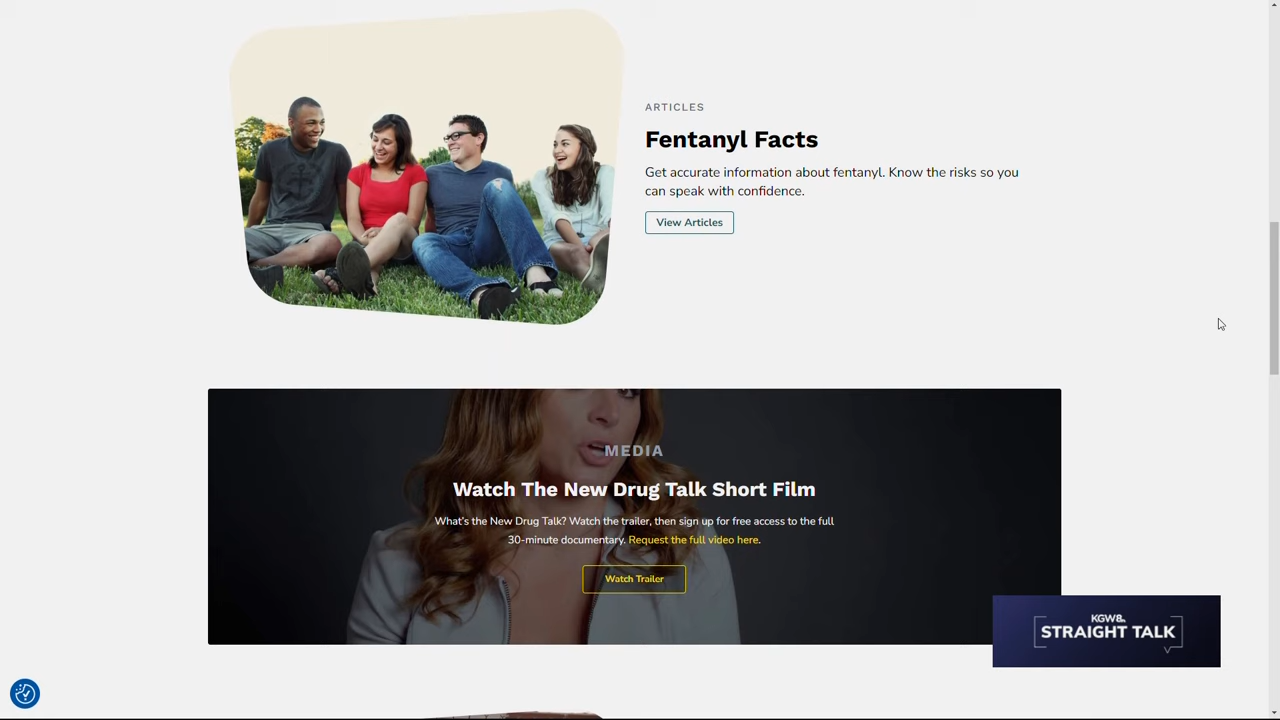 ARTICLES
Fentanyl Facts
Get accurate information about fentanyl. Know the risks so you
can speak with confidence.
View Articles
MEDIA
Watch The New Drug Talk Short Film
What's the New Drug Talk? Watch the trailer, then sign up for free access to the full
30-minute documentary. Request the full video here.
Watch Trailer
KGW8
STRAIGHT TALK